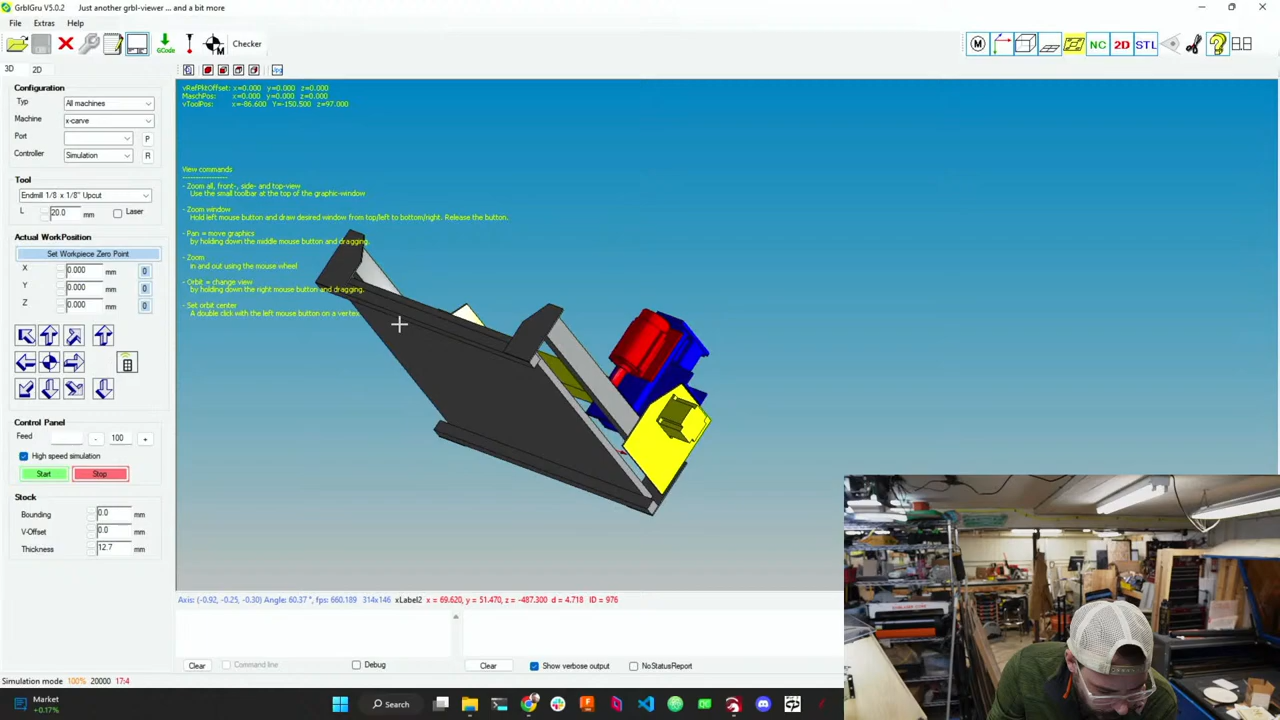 GrblGru V5.0.2 Just another grbl-viewer ... and a bit more
File Extras Help
GCode M Checker M NC 2D STL
3D 2D
Configuration
Typ All machines
Machine x-carve
Port P
Controller Simulation R
Tool
Endmill 1/8 x 1/8" Upcut
L 20.0 mm Laser
Actual WorkPosition
Set Workpiece Zero Point
X 0.000 mm 0
Y 0.000 mm 0
Z 0.000 mm 0
Control Panel
Feed - 100 +
High speed simulation
Start Stop
Stock
Bounding 0.0 mm
V-Offset 0.0 mm
Thickness 12.7 mm
vRefPktOffset: x=0.000 y=0.000 z=0.000
MaschPos: x=0.000 y=0.000 z=0.000
vToolPos: x=-86.600 Y=-150.500 z=97.000
View commands
------------------
- Zoom all, front-, side- and top-view
Use the small toolbar at the top of the graphic-window
- Zoom window
Hold left mouse button and draw desired window from top/left to bottom/right. Release the button.
- Pan = move graphics
by holding down the middle mouse button and dragging.
- Zoom
in and out using the mouse wheel
- Orbit = change view
by holding down the right mouse button and dragging.
- Set orbit center
A double click with the left mouse button on a vertex.
Axis: (-0.92, -0.25, -0.30) Angle: 60.37 °, fps: 660.189 314x146 xLabel2 x = 69.620, y = 51.470, z = -487.300 d = 4.718 ID = 976
Clear Command line Debug Clear Show verbose output NoStatusReport
Simulation mode 100% 20000 17:4
Market
+0.17%
Search